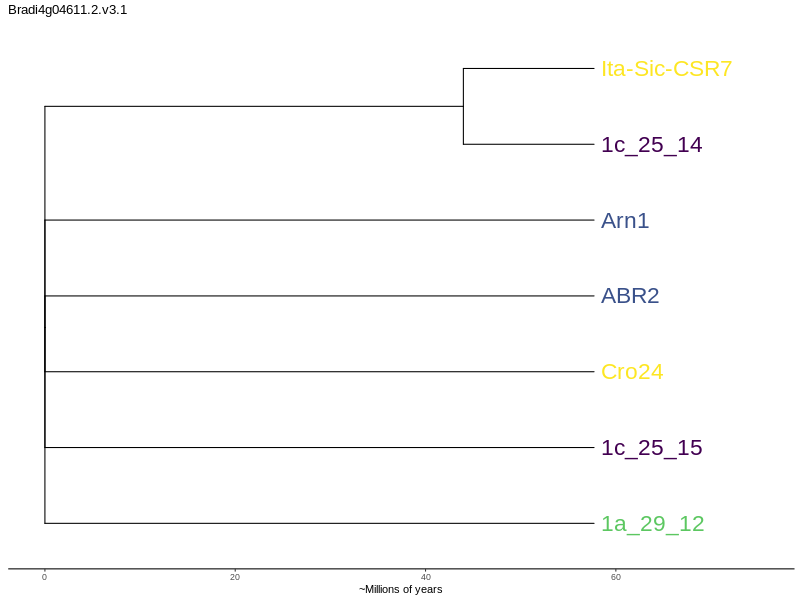 Bradi4g04611.2.v3.1
Ita-Sic-CSR7
1c_25_14
Arn1
ABR2
Cro24
1c_25_15
1a_29_12
0 20 40 60
~Millions of years